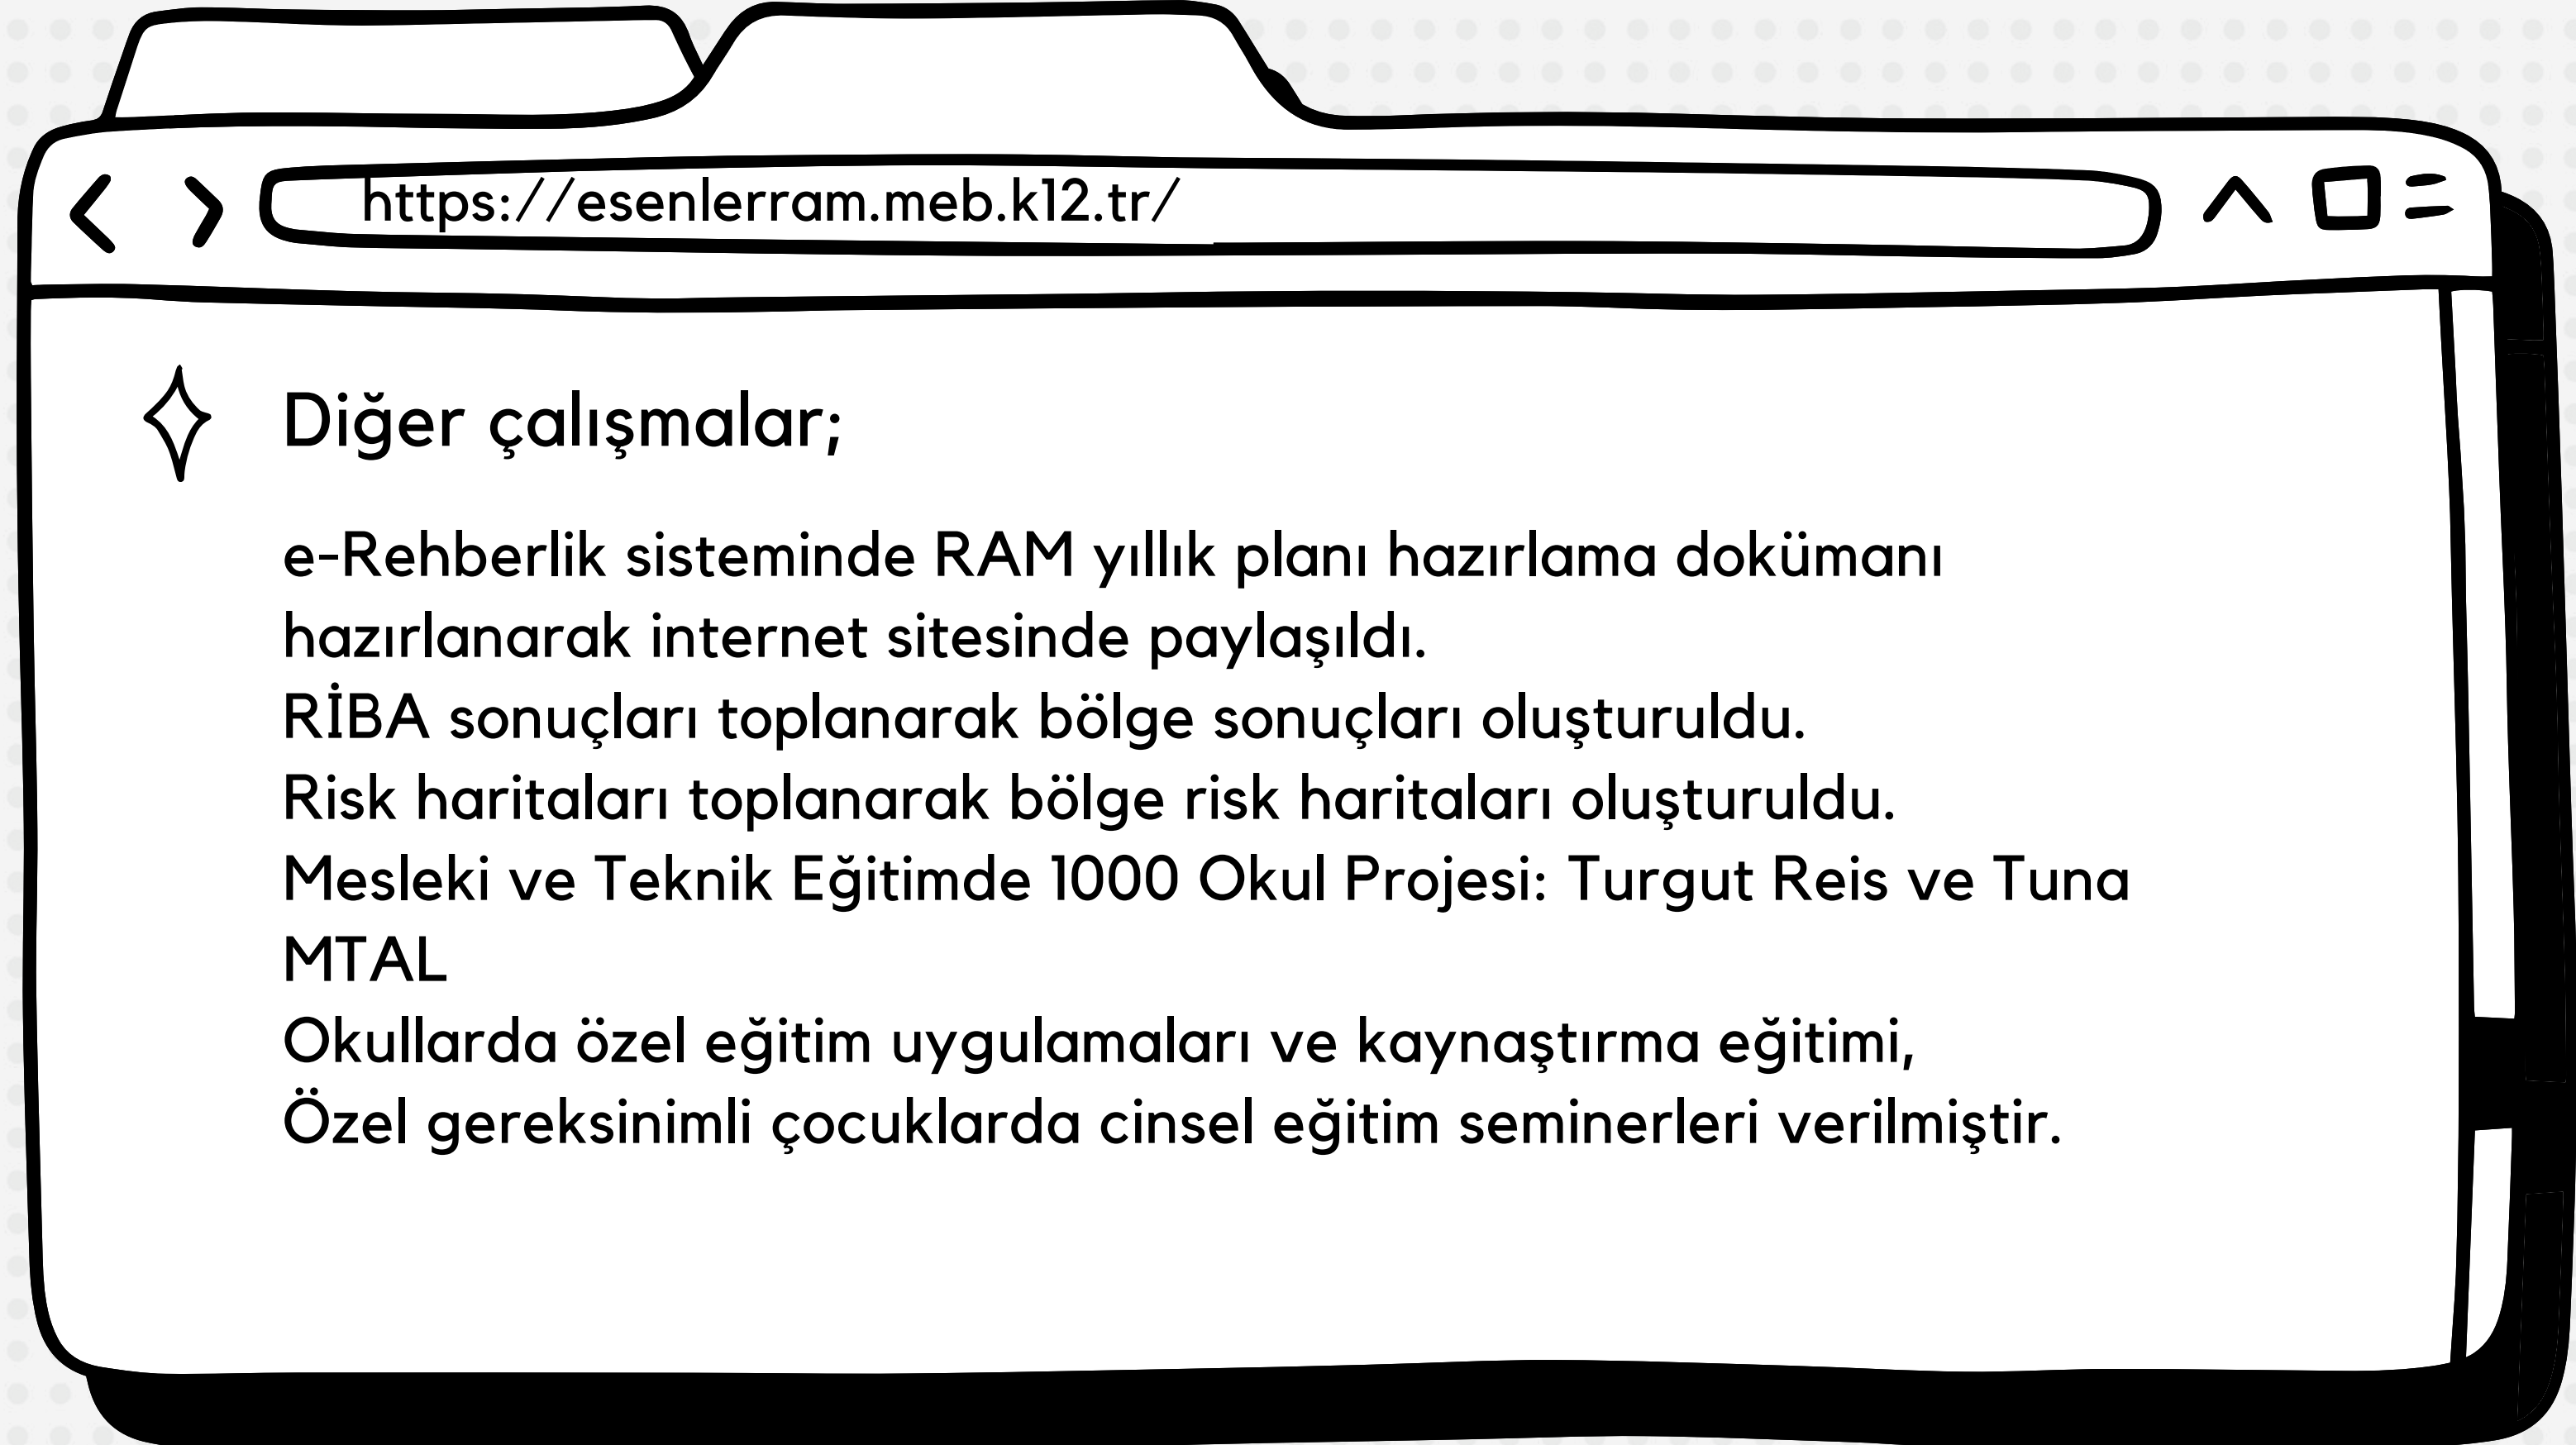 https://esenlerram.meb.k12.tr/
Diğer çalışmalar;
e-Rehberlik sisteminde RAM yıllık planı hazırlama dokümanı
hazırlanarak internet sitesinde paylaşıldı.
RİBA sonuçları toplanarak bölge sonuçları oluşturuldu.
Risk haritaları toplanarak bölge risk haritaları oluşturuldu.
Mesleki ve Teknik Eğitimde 1000 Okul Projesi: Turgut Reis ve Tuna
MTAL
Okullarda özel eğitim uygulamaları ve kaynaştırma eğitimi,
Özel gereksinimli çocuklarda cinsel eğitim seminerleri verilmiştir.